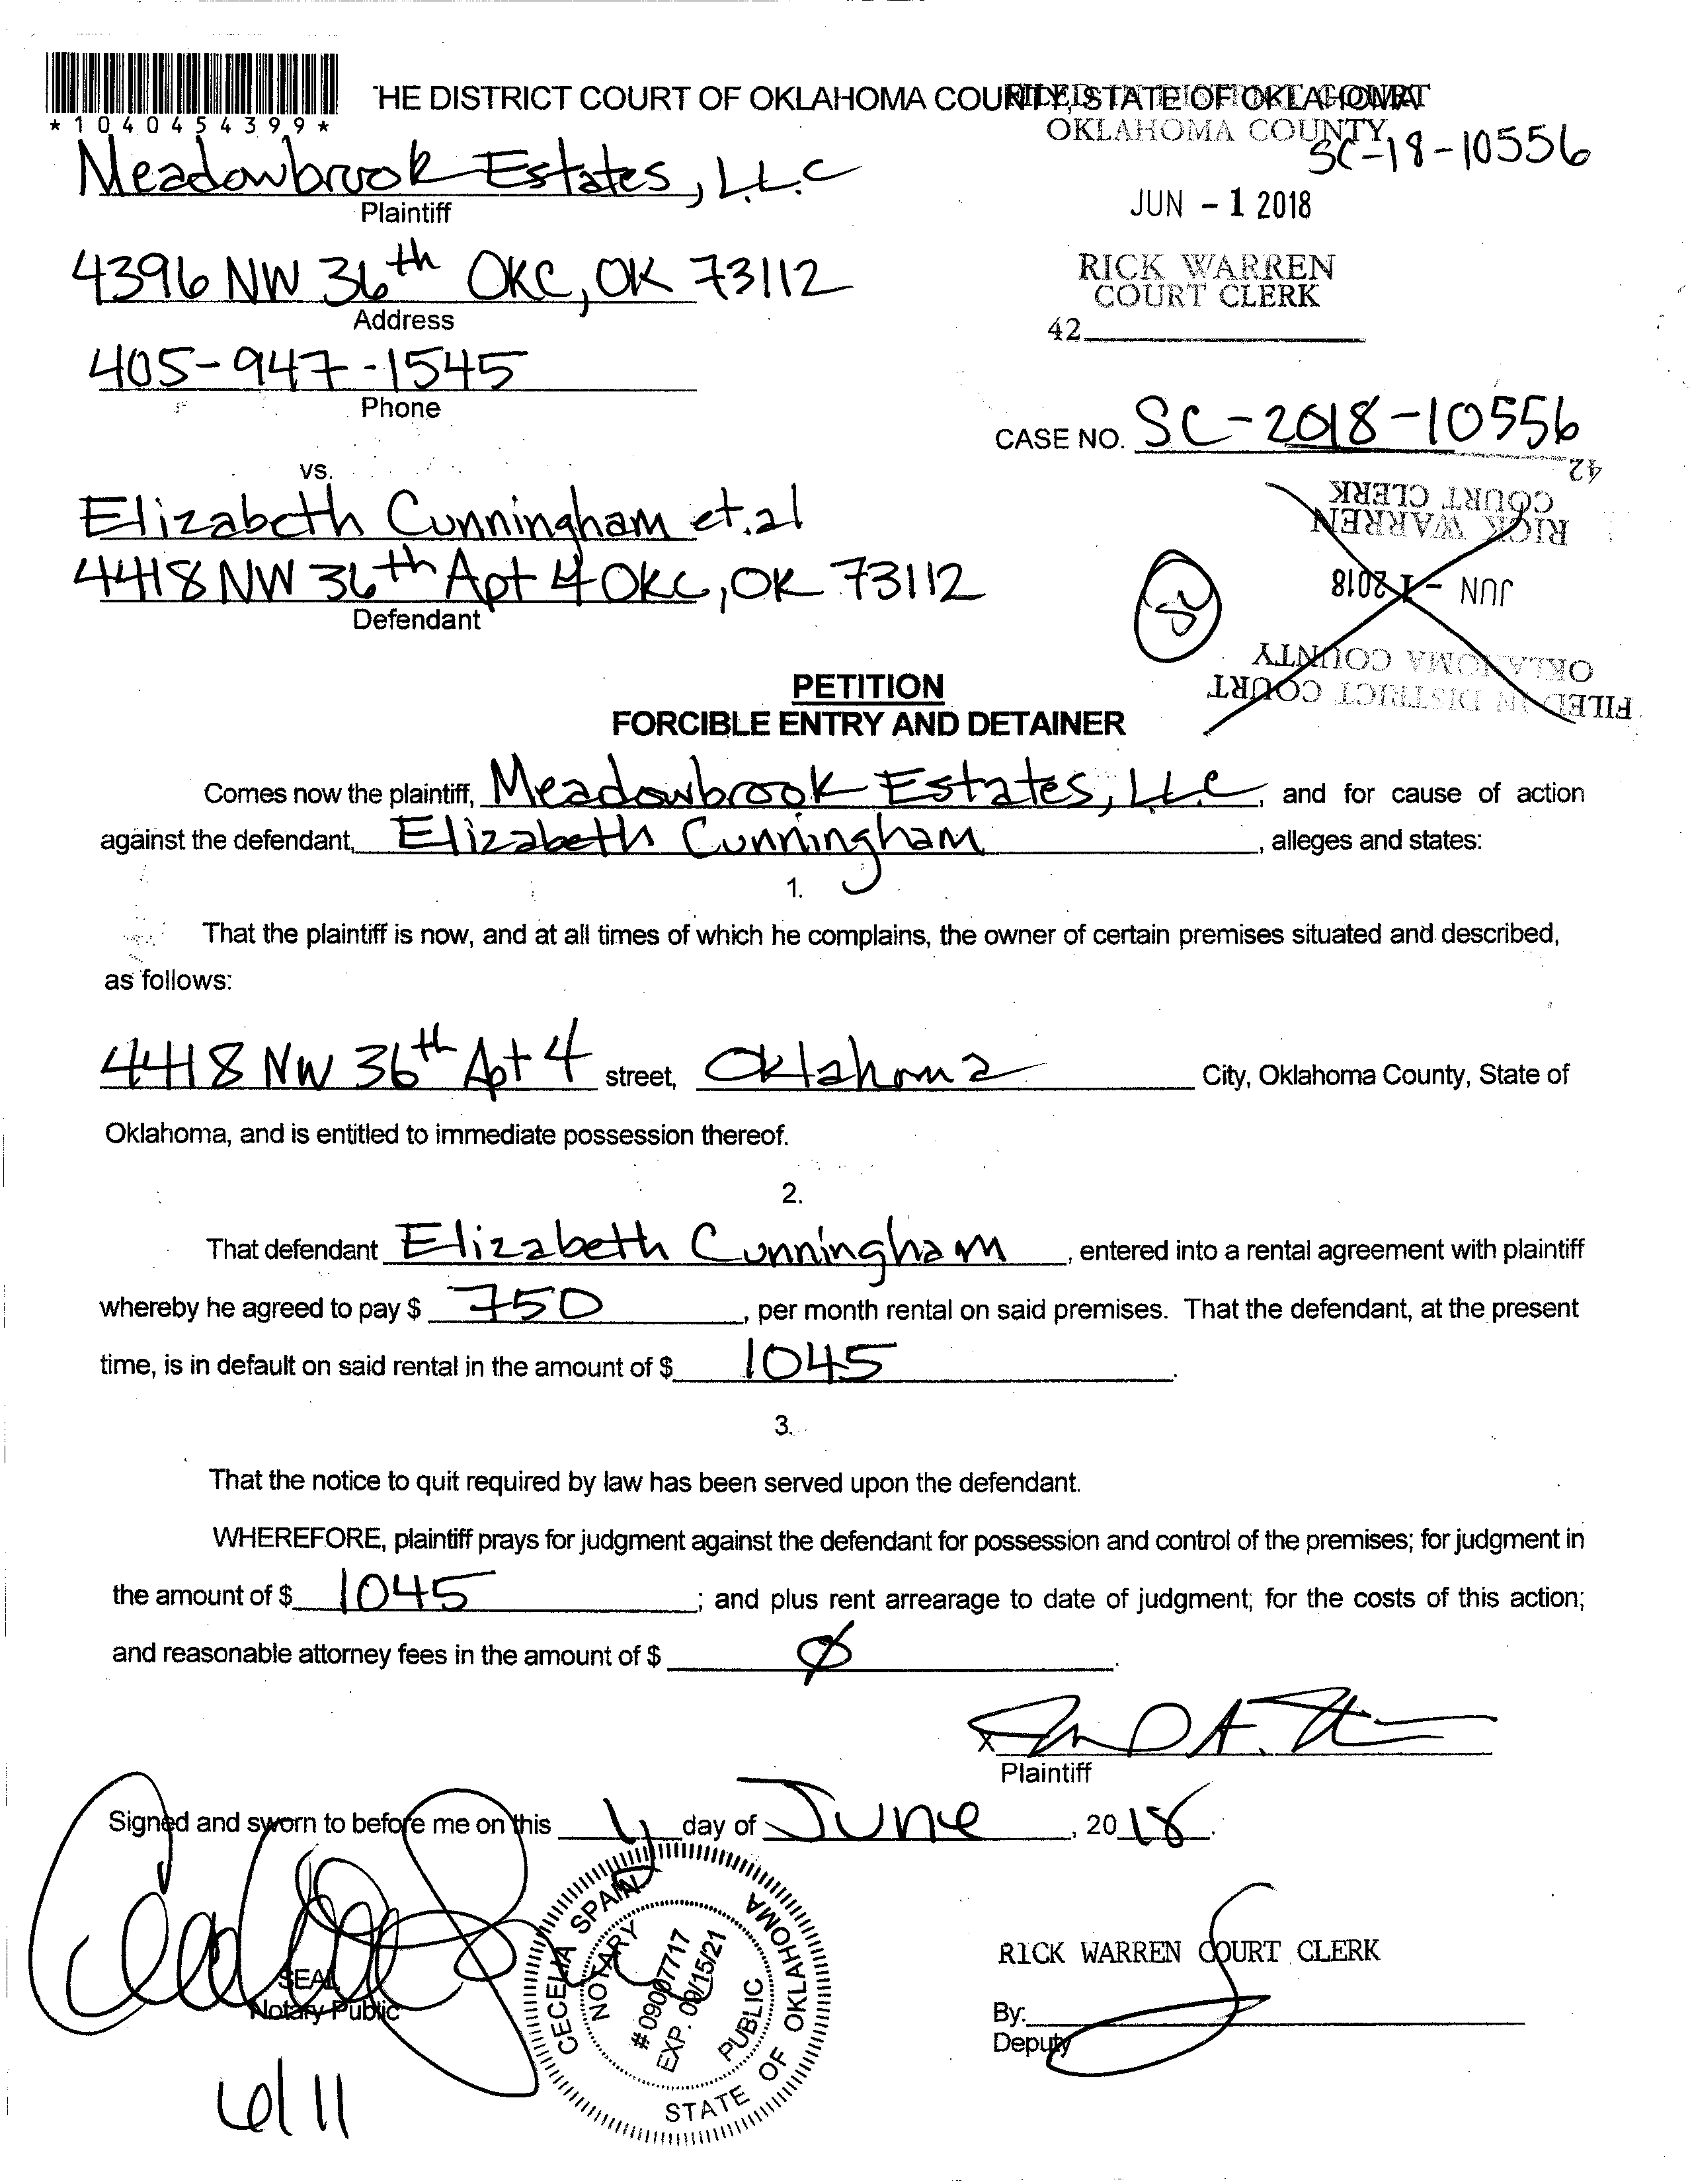 *1040454399*
HE DISTRICT COURT OF OKLAHOMA COUNTY, STATE OF OKLAHOMA
FILED IN DISTRICT COURT
OKLAHOMA COUNTY
SC-18-10556
Meadowbrook Estates, L.L.C
Plaintiff
JUN - 1 2018
4396 NW 36th OKC, OK 73112
Address
RICK WARREN
COURT CLERK
42
405-947-1545
Phone
CASE NO. SC-2018-10556
vs.
Elizabeth Cunningham et.al
4418 NW 36th Apt 4 OKC, OK 73112
Defendant
FILED IN DISTRICT COURT
OKLAHOMA COUNTY
JUN - 1 2018
RICK WARREN
COURT CLERK
42
PETITION
FORCIBLE ENTRY AND DETAINER
Comes now the plaintiff, Meadowbrook Estates, LLC, and for cause of action
against the defendant, Elizabeth Cunningham, alleges and states:
1.
That the plaintiff is now, and at all times of which he complains, the owner of certain premises situated and described,
as follows:
4418 NW 36th Apt 4 street, Oklahoma City, Oklahoma County, State of
Oklahoma, and is entitled to immediate possession thereof.
2.
That defendant Elizabeth Cunningham, entered into a rental agreement with plaintiff
whereby he agreed to pay $ 750, per month rental on said premises. That the defendant, at the present
time, is in default on said rental in the amount of $ 1045.
3.
That the notice to quit required by law has been served upon the defendant.
WHEREFORE, plaintiff prays for judgment against the defendant for possession and control of the premises; for judgment in
the amount of $ 1045; and plus rent arrearage to date of judgment; for the costs of this action;
and reasonable attorney fees in the amount of $ Ø.
X
Plaintiff
Signed and sworn to before me on this 1 day of June, 2018.
CECELIA SPAIN
NOTARY PUBLIC
STATE OF OKLAHOMA
# 09007717
EXP. 09/15/21
SEAL
Notary Public
RICK WARREN COURT CLERK
By:
Deputy
6/11